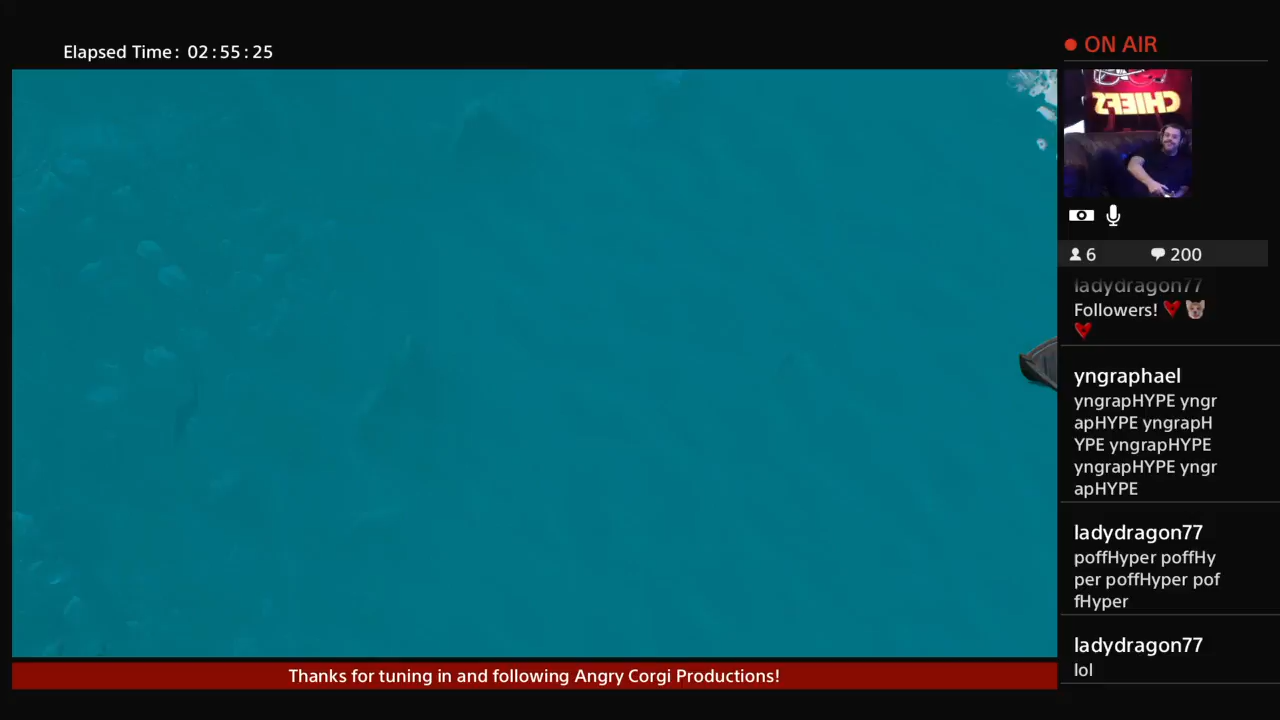 Elapsed Time: 02:55:25
ON AIR
CHIEFS
6 200
ladydragon77
Followers! ❤️🐶
❤️
yngraphael
yngrapHYPE yngr
apHYPE yngrapH
YPE yngrapHYPE
yngrapHYPE yngr
apHYPE
ladydragon77
poffHyper poffHy
per poffHyper pof
fHyper
ladydragon77
lol
Thanks for tuning in and following Angry Corgi Productions!